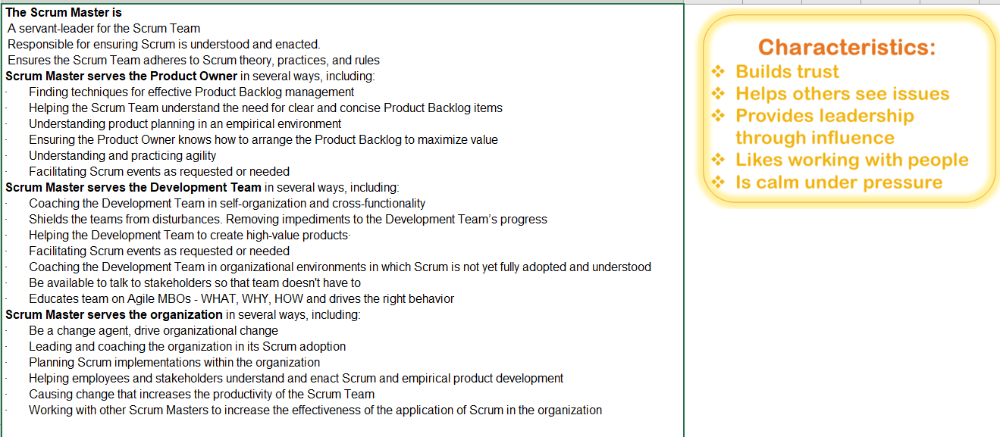 The Scrum Master is
A servant-leader for the Scrum Team
Responsible for ensuring Scrum is understood and enacted.
Ensures the Scrum Team adheres to Scrum theory, practices, and rules
Scrum Master serves the Product Owner in several ways, including:
· Finding techniques for effective Product Backlog management
· Helping the Scrum Team understand the need for clear and concise Product Backlog items
· Understanding product planning in an empirical environment
· Ensuring the Product Owner knows how to arrange the Product Backlog to maximize value
· Understanding and practicing agility
· Facilitating Scrum events as requested or needed
Scrum Master serves the Development Team in several ways, including:
· Coaching the Development Team in self-organization and cross-functionality
· Shields the teams from disturbances. Removing impediments to the Development Team’s progress
· Helping the Development Team to create high-value products·
· Facilitating Scrum events as requested or needed
· Coaching the Development Team in organizational environments in which Scrum is not yet fully adopted and understood
· Be available to talk to stakeholders so that team doesn't have to
· Educates team on Agile MBOs - WHAT, WHY, HOW and drives the right behavior
Scrum Master serves the organization in several ways, including:
· Be a change agent, drive organizational change
· Leading and coaching the organization in its Scrum adoption
· Planning Scrum implementations within the organization
· Helping employees and stakeholders understand and enact Scrum and empirical product development
· Causing change that increases the productivity of the Scrum Team
· Working with other Scrum Masters to increase the effectiveness of the application of Scrum in the organization
Characteristics:
❖ Builds trust
❖ Helps others see issues
❖ Provides leadership
through influence
❖ Likes working with people
❖ Is calm under pressure